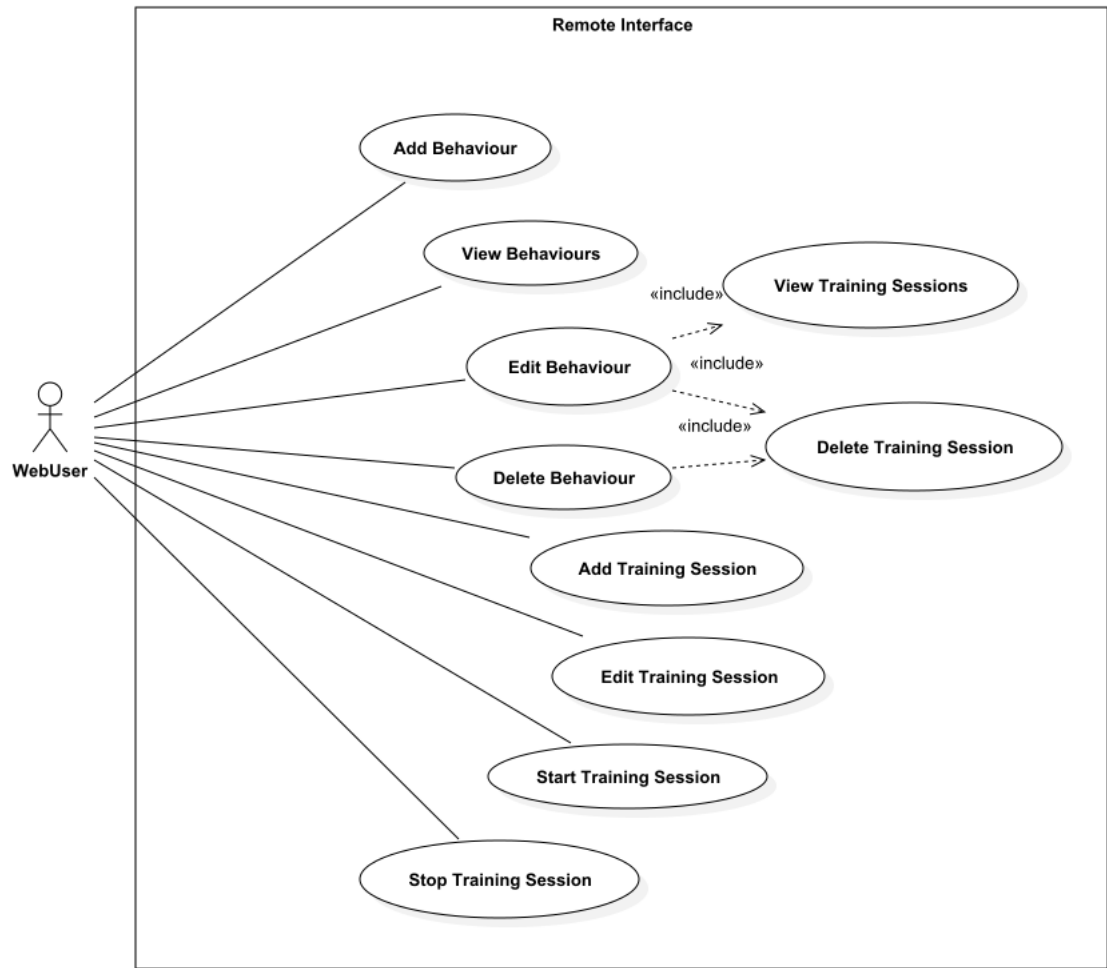 Remote Interface
Add Behaviour
View Behaviours
«include»
View Training Sessions
Edit Behaviour
«include»
«include»
Delete Training Session
WebUser
Delete Behaviour
Add Training Session
Edit Training Session
Start Training Session
Stop Training Session